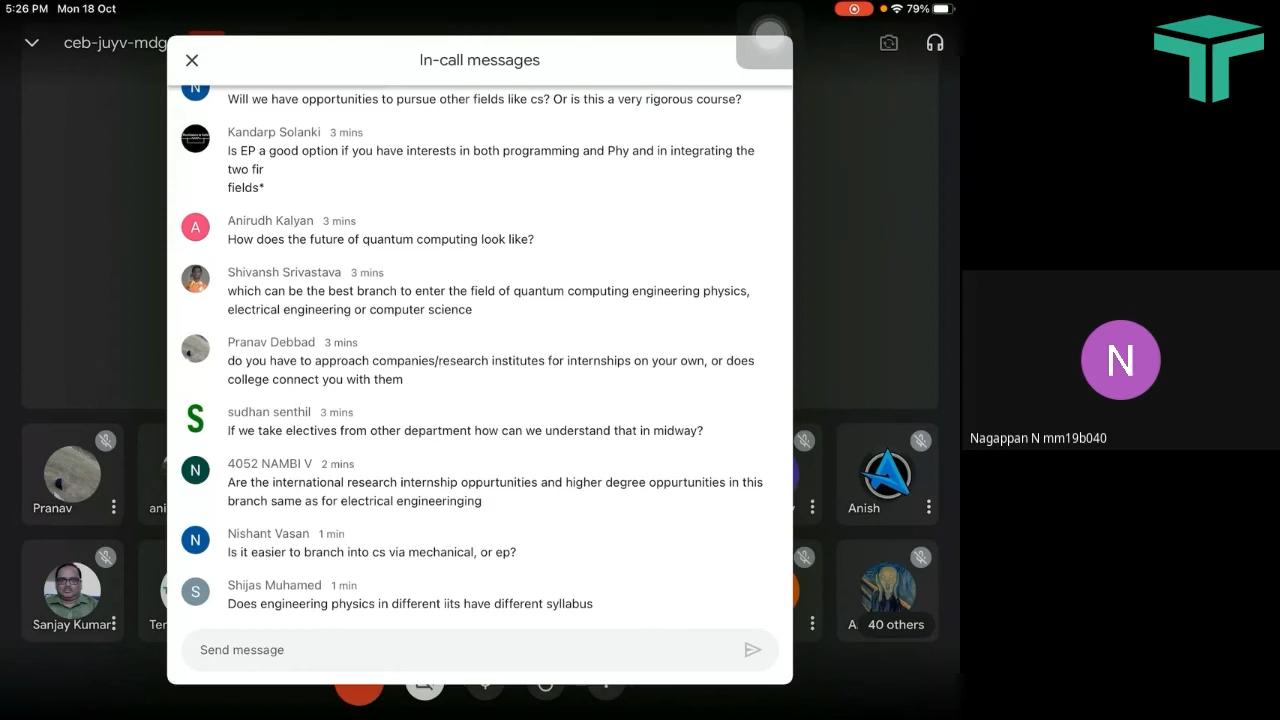 5:26 PM Mon 18 Oct
79%
ceb-juyv-mdg
In-call messages
N
Will we have opportunities to pursue other fields like cs? Or is this a very rigorous course?
Kandarp Solanki 3 mins
Is EP a good option if you have interests in both programming and Phy and in integrating the
two fir
fields*
A
Anirudh Kalyan 3 mins
How does the future of quantum computing look like?
Shivansh Srivastava 3 mins
which can be the best branch to enter the field of quantum computing engineering physics,
electrical engineering or computer science
Pranav Debbad 3 mins
do you have to approach companies/research institutes for internships on your own, or does
college connect you with them
S
sudhan senthil 3 mins
If we take electives from other department how can we understand that in midway?
N
4052 NAMBI V 2 mins
Are the international research internship oppurtunities and higher degree oppurtunities in this
branch same as for electrical engineeringing
N
Nishant Vasan 1 min
Is it easier to branch into cs via mechanical, or ep?
S
Shijas Muhamed 1 min
Does engineering physics in different iits have different syllabus
Send message
Pranav
ani
Anish
Sanjay Kumar
Ter
A.
40 others
N
Nagappan N mm19b040